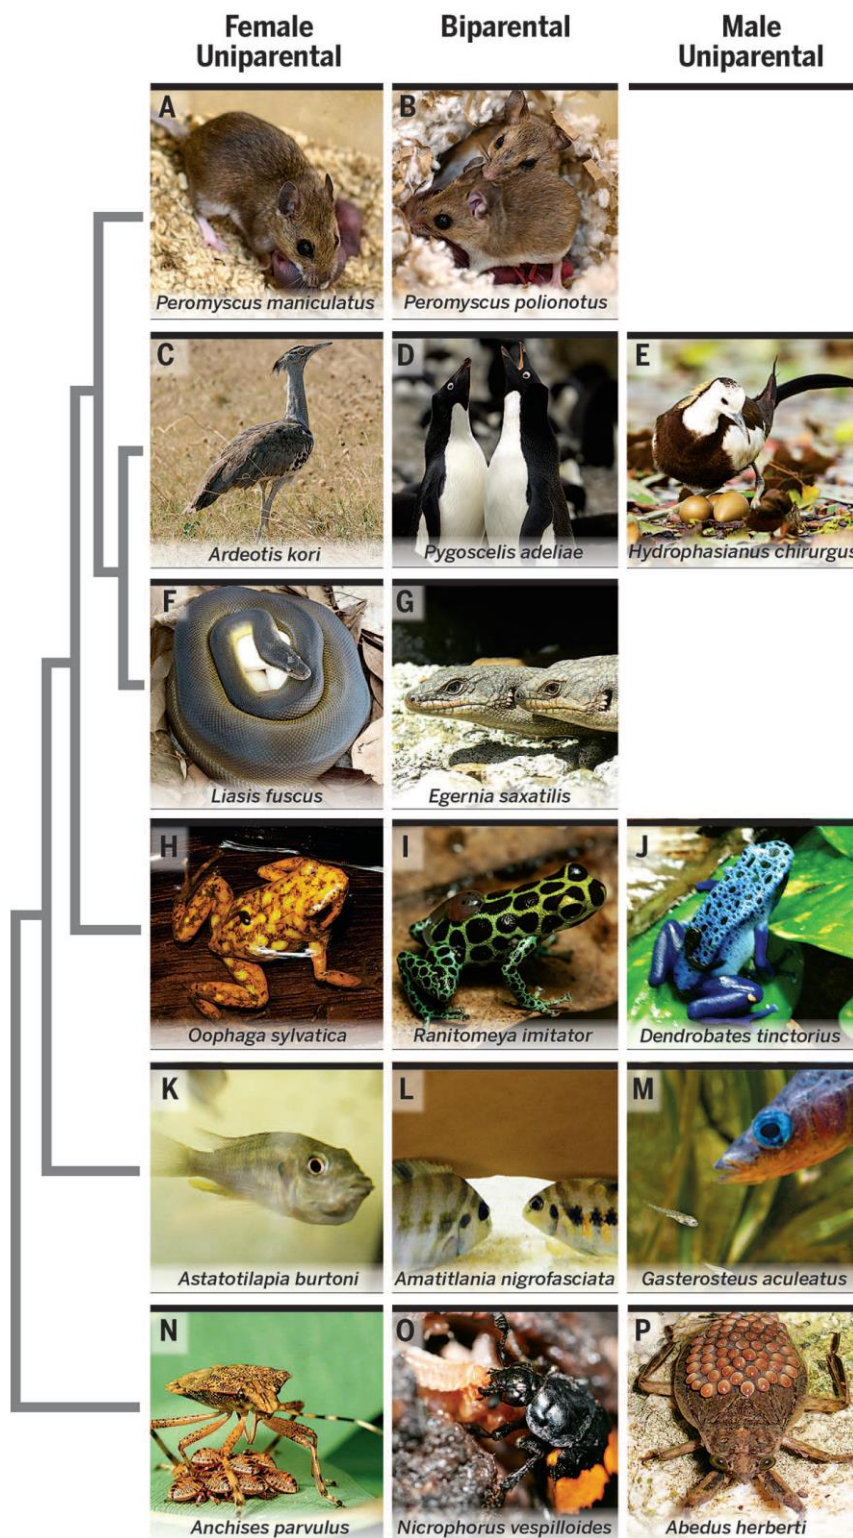 Female
Uniparental
Biparental
Male
Uniparental
A
Peromyscus maniculatus
B
Peromyscus polionotus
C
Ardeotis kori
D
Pygoscelis adeliae
E
Hydrophasianus chirurgus
F
Liasis fuscus
G
Egernia saxatilis
H
Oophaga sylvatica
I
Ranitomeya imitator
J
Dendrobates tinctorius
K
Astatotilapia burtoni
L
Amatitlania nigrofasciata
M
Gasterosteus aculeatus
N
Anchises parvulus
O
Nicrophorus vespilloides
P
Abedus herberti